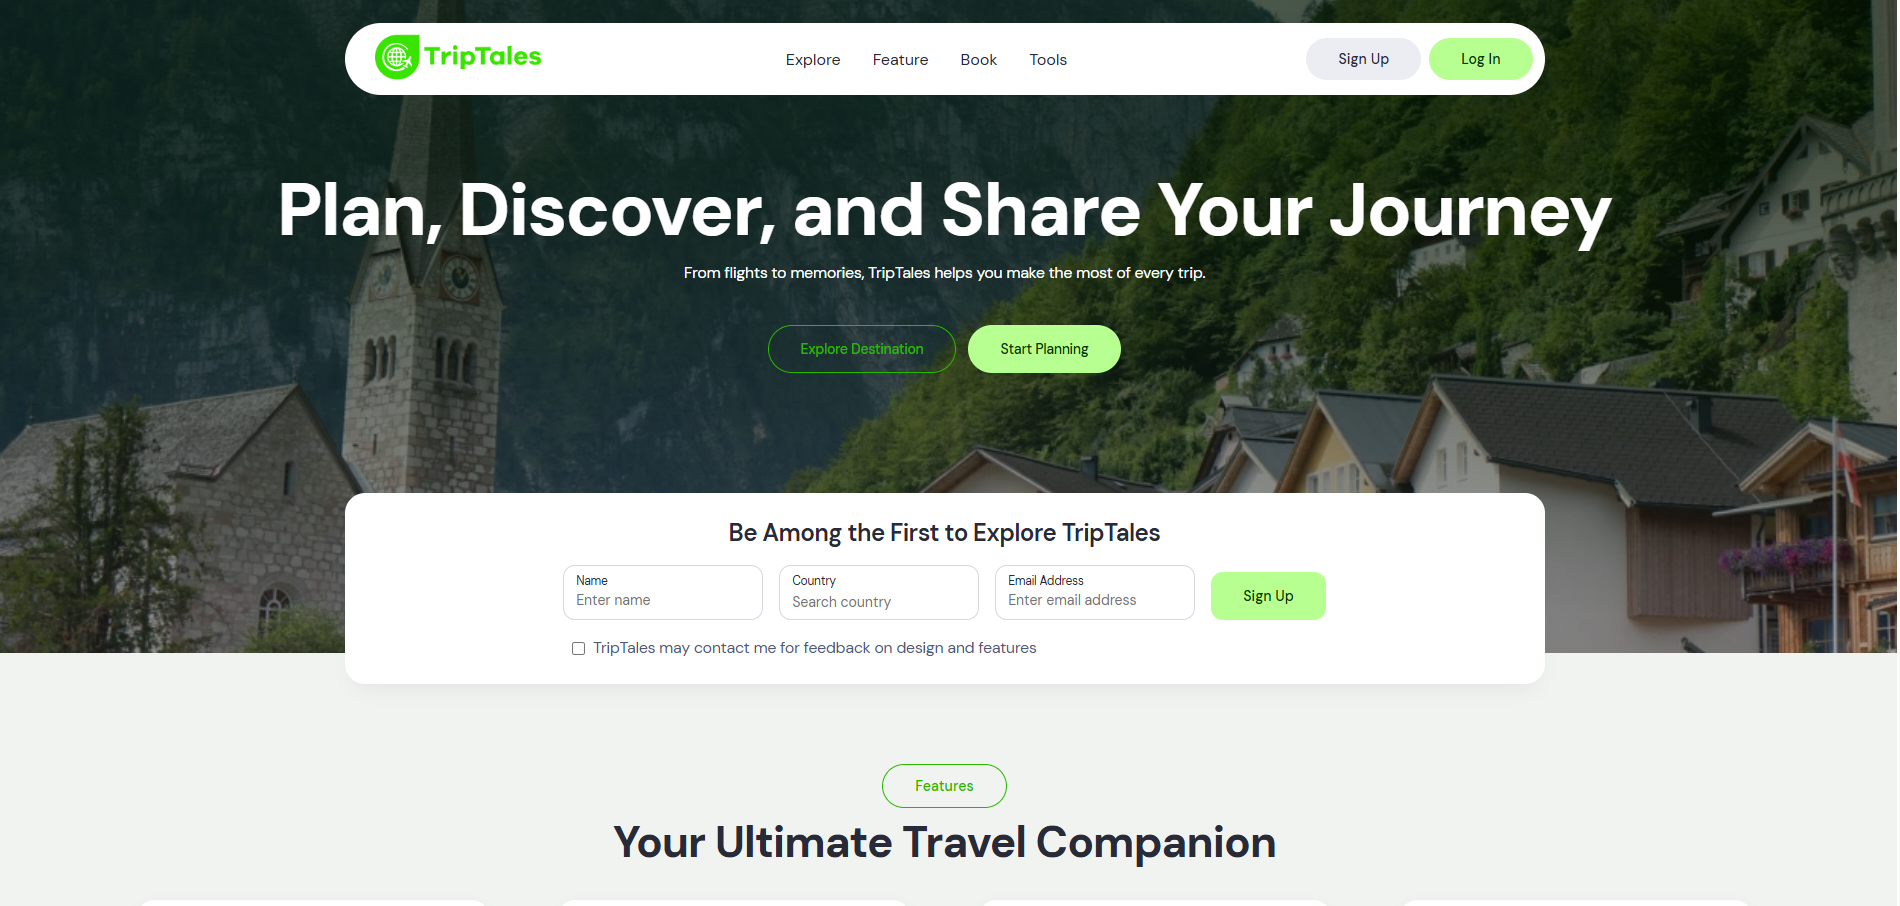 TripTales
Explore Feature Book Tools
Sign Up Log In
Plan, Discover, and Share Your Journey
From flights to memories, TripTales helps you make the most of every trip.
Explore Destination Start Planning
Be Among the First to Explore TripTales
Name Country Email Address
Enter name Search country Enter email address Sign Up
TripTales may contact me for feedback on design and features
Features
Your Ultimate Travel Companion